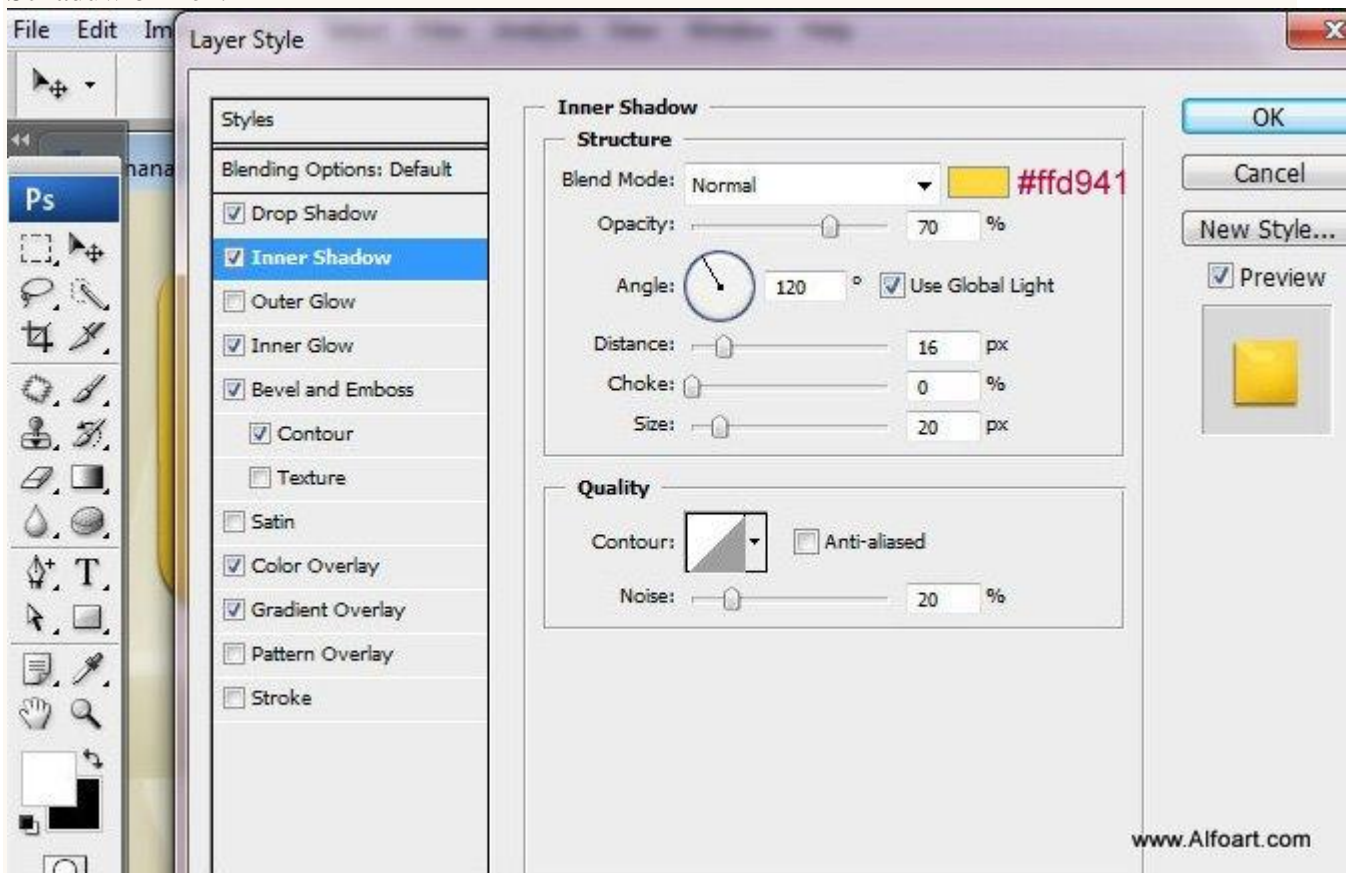 File Edit Im
Layer Style
hana
Ps
Styles
Blending Options: Default
Drop Shadow
Inner Shadow
Outer Glow
Inner Glow
Bevel and Emboss
Contour
Texture
Satin
Color Overlay
Gradient Overlay
Pattern Overlay
Stroke
Inner Shadow
Structure
Blend Mode: Normal #ffd941
Opacity: 70 %
Angle: 120 ° Use Global Light
Distance: 16 px
Choke: 0 %
Size: 20 px
Quality
Contour: Anti-aliased
Noise: 20 %
OK
Cancel
New Style...
Preview
www.Alfoart.com